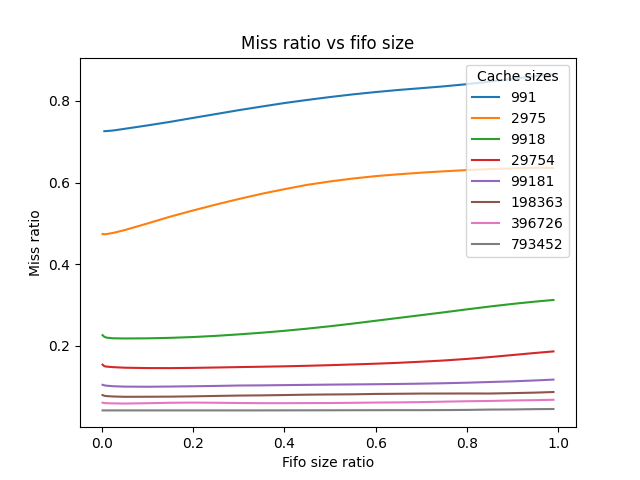 Miss ratio vs fifo size
Cache sizes
991
2975
9918
29754
99181
198363
396726
793452
Miss ratio
0.8
0.6
0.4
0.2
0.0 0.2 0.4 0.6 0.8 1.0
Fifo size ratio